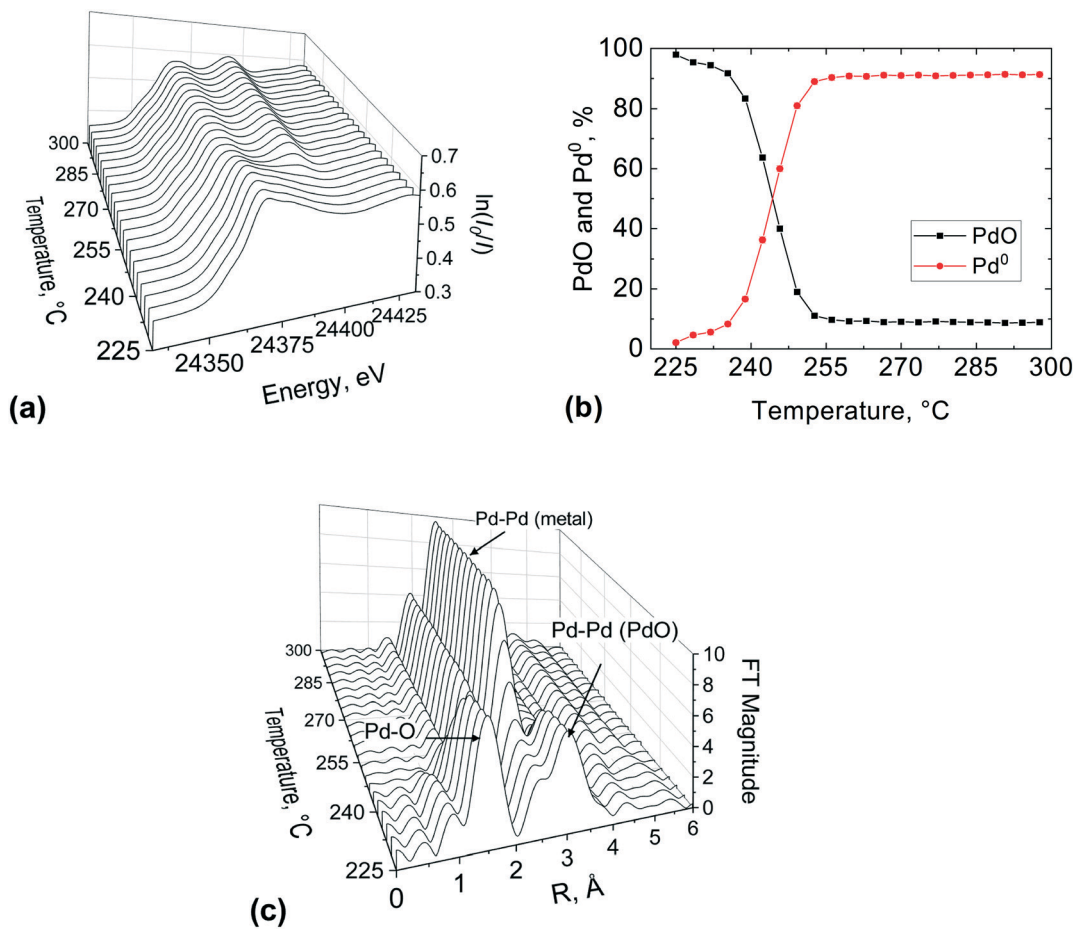 300
285
270
255
240
225
Temperature, °C
24350
24375
24400
24425
Energy, eV
0.7
0.6
0.5
0.4
0.3
ln(I₀/I)
(a)
100
80
60
40
20
0
PdO and Pd⁰, %
PdO
Pd⁰
225 240 255 270 285 300
Temperature, °C
(b)
Pd-Pd (metal)
Pd-Pd (PdO)
Pd-O
300
285
270
255
240
225
Temperature, °C
0 1 2 3 4 5 6
R, Å
10
8
6
4
2
0
FT Magnitude
(c)